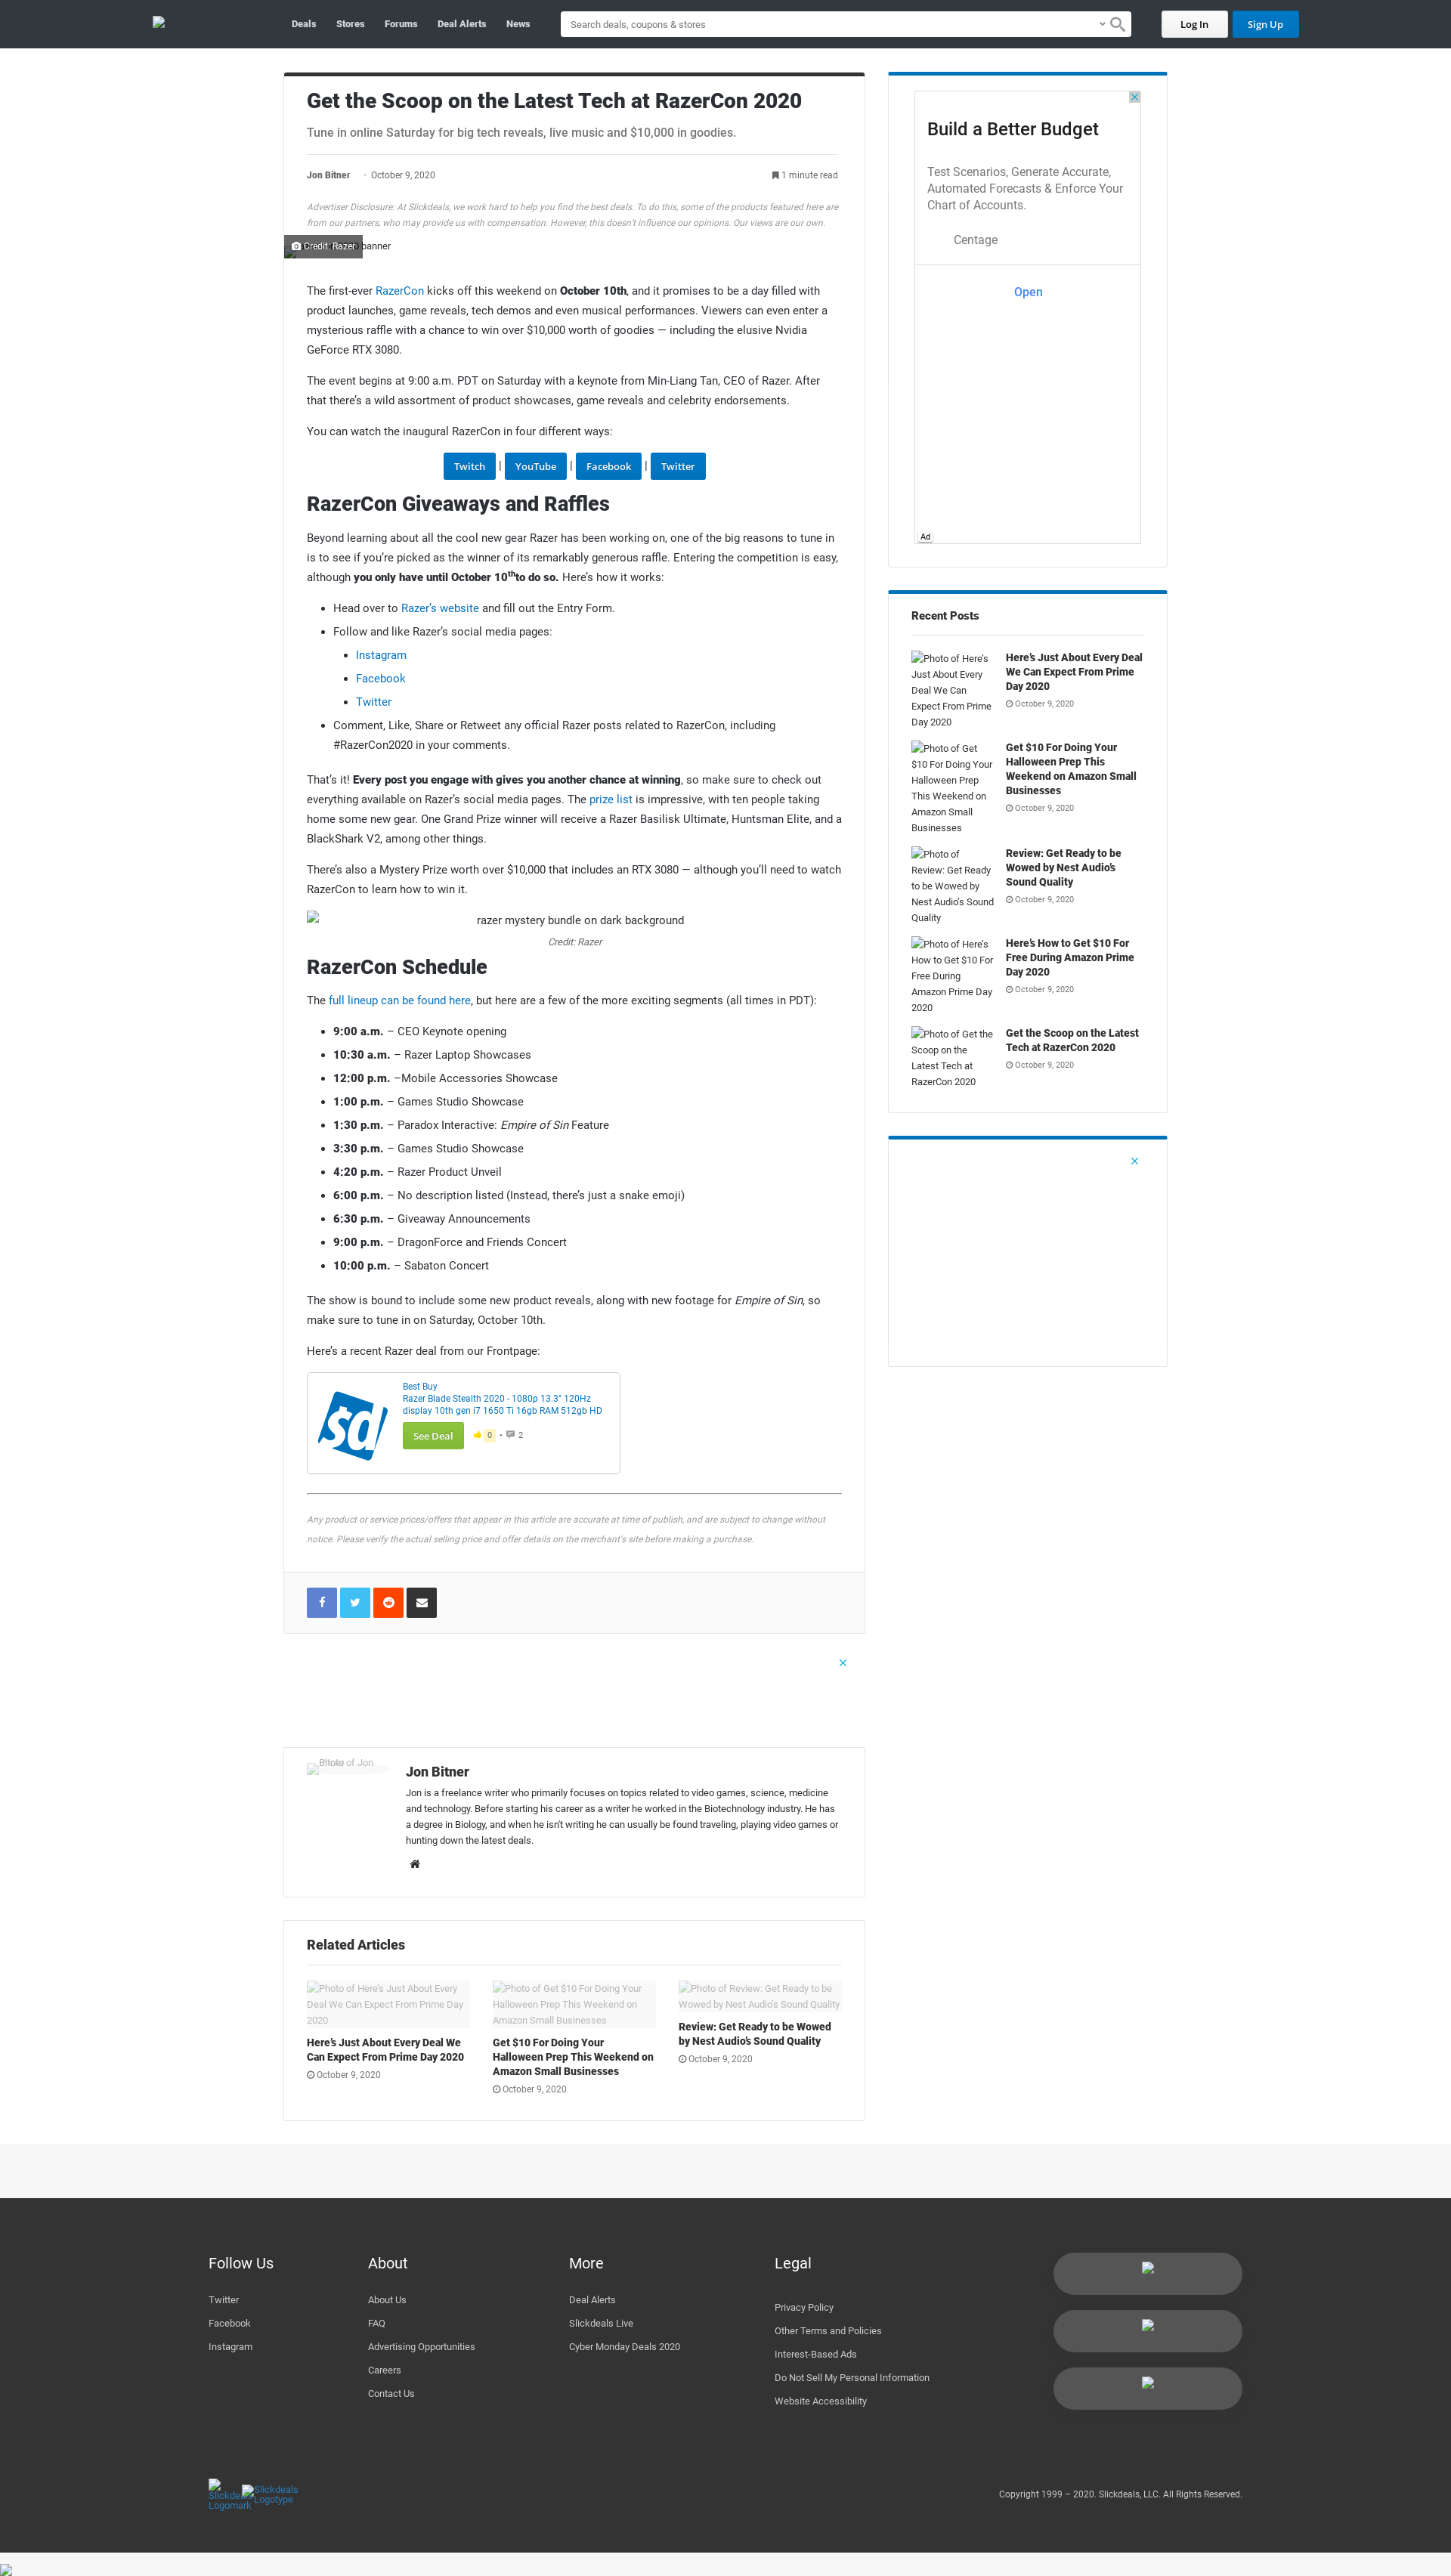 Deals Stores Forums Deal Alerts News
Search deals, coupons & stores
Log In
Sign Up
Get the Scoop on the Latest Tech at RazerCon 2020
Tune in online Saturday for big tech reveals, live music and $10,000 in goodies.
Jon Bitner · October 9, 2020
1 minute read
Advertiser Disclosure: At Slickdeals, we work hard to help you find the best deals. To do this, some of the products featured here are
from our partners, who may provide us with compensation. However, this doesn't influence our opinions. Our views are our own.
Credit: Razer
banner
The first-ever RazerCon kicks off this weekend on October 10th, and it promises to be a day filled with
product launches, game reveals, tech demos and even musical performances. Viewers can even enter a
mysterious raffle with a chance to win over $10,000 worth of goodies — including the elusive Nvidia
GeForce RTX 3080.
The event begins at 9:00 a.m. PDT on Saturday with a keynote from Min-Liang Tan, CEO of Razer. After
that there's a wild assortment of product showcases, game reveals and celebrity endorsements.
You can watch the inaugural RazerCon in four different ways:
Twitch | YouTube | Facebook | Twitter
RazerCon Giveaways and Raffles
Beyond learning about all the cool new gear Razer has been working on, one of the big reasons to tune in
is to see if you're picked as the winner of its remarkably generous raffle. Entering the competition is easy,
although you only have until October 10th to do so. Here's how it works:
• Head over to Razer's website and fill out the Entry Form.
• Follow and like Razer's social media pages:
• Instagram
• Facebook
• Twitter
• Comment, Like, Share or Retweet any official Razer posts related to RazerCon, including
#RazerCon2020 in your comments.
That's it! Every post you engage with gives you another chance at winning, so make sure to check out
everything available on Razer's social media pages. The prize list is impressive, with ten people taking
home some new gear. One Grand Prize winner will receive a Razer Basilisk Ultimate, Huntsman Elite, and a
BlackShark V2, among other things.
There's also a Mystery Prize worth over $10,000 that includes an RTX 3080 — although you'll need to watch
RazerCon to learn how to win it.
razer mystery bundle on dark background
Credit: Razer
RazerCon Schedule
The full lineup can be found here, but here are a few of the more exciting segments (all times in PDT):
• 9:00 a.m. – CEO Keynote opening
• 10:30 a.m. – Razer Laptop Showcases
• 12:00 p.m. –Mobile Accessories Showcase
• 1:00 p.m. – Games Studio Showcase
• 1:30 p.m. – Paradox Interactive: Empire of Sin Feature
• 3:30 p.m. – Games Studio Showcase
• 4:20 p.m. – Razer Product Unveil
• 6:00 p.m. – No description listed (Instead, there's just a snake emoji)
• 6:30 p.m. – Giveaway Announcements
• 9:00 p.m. – DragonForce and Friends Concert
• 10:00 p.m. – Sabaton Concert
The show is bound to include some new product reveals, along with new footage for Empire of Sin, so
make sure to tune in on Saturday, October 10th.
Here's a recent Razer deal from our Frontpage:
sd
Best Buy
Razer Blade Stealth 2020 - 1080p 13.3" 120Hz
display 10th gen i7 1650 Ti 16gb RAM 512gb HD
See Deal
0 • 2
Any product or service prices/offers that appear in this article are accurate at time of publish, and are subject to change without
notice. Please verify the actual selling price and offer details on the merchant's site before making a purchase.
Photo of Jon
Bitner
Jon Bitner
Jon is a freelance writer who primarily focuses on topics related to video games, science, medicine
and technology. Before starting his career as a writer he worked in the Biotechnology industry. He has
a degree in Biology, and when he isn't writing he can usually be found traveling, playing video games or
hunting down the latest deals.
Related Articles
Photo of Here's Just About Every
Deal We Can Expect From Prime Day
2020
Here's Just About Every Deal We
Can Expect From Prime Day 2020
October 9, 2020
Photo of Get $10 For Doing Your
Halloween Prep This Weekend on
Amazon Small Businesses
Get $10 For Doing Your
Halloween Prep This Weekend on
Amazon Small Businesses
October 9, 2020
Photo of Review: Get Ready to be
Wowed by Nest Audio's Sound Quality
Review: Get Ready to be Wowed
by Nest Audio's Sound Quality
October 9, 2020
Build a Better Budget
Test Scenarios, Generate Accurate,
Automated Forecasts & Enforce Your
Chart of Accounts.
Centage
Open
Ad
Recent Posts
Photo of Here's
Just About Every
Deal We Can
Expect From Prime
Day 2020
Here's Just About Every Deal
We Can Expect From Prime
Day 2020
October 9, 2020
Photo of Get
$10 For Doing Your
Halloween Prep
This Weekend on
Amazon Small
Businesses
Get $10 For Doing Your
Halloween Prep This
Weekend on Amazon Small
Businesses
October 9, 2020
Photo of
Review: Get Ready
to be Wowed by
Nest Audio's Sound
Quality
Review: Get Ready to be
Wowed by Nest Audio's
Sound Quality
October 9, 2020
Photo of Here's
How to Get $10 For
Free During
Amazon Prime Day
2020
Here's How to Get $10 For
Free During Amazon Prime
Day 2020
October 9, 2020
Photo of Get the
Scoop on the
Latest Tech at
RazerCon 2020
Get the Scoop on the Latest
Tech at RazerCon 2020
October 9, 2020
Follow Us
Twitter
Facebook
Instagram
About
About Us
FAQ
Advertising Opportunities
Careers
Contact Us
More
Deal Alerts
Slickdeals Live
Cyber Monday Deals 2020
Legal
Privacy Policy
Other Terms and Policies
Interest-Based Ads
Do Not Sell My Personal Information
Website Accessibility
Slickdeals
Logomark
Slickdeals
Logotype
Copyright 1999 – 2020. Slickdeals, LLC. All Rights Reserved.